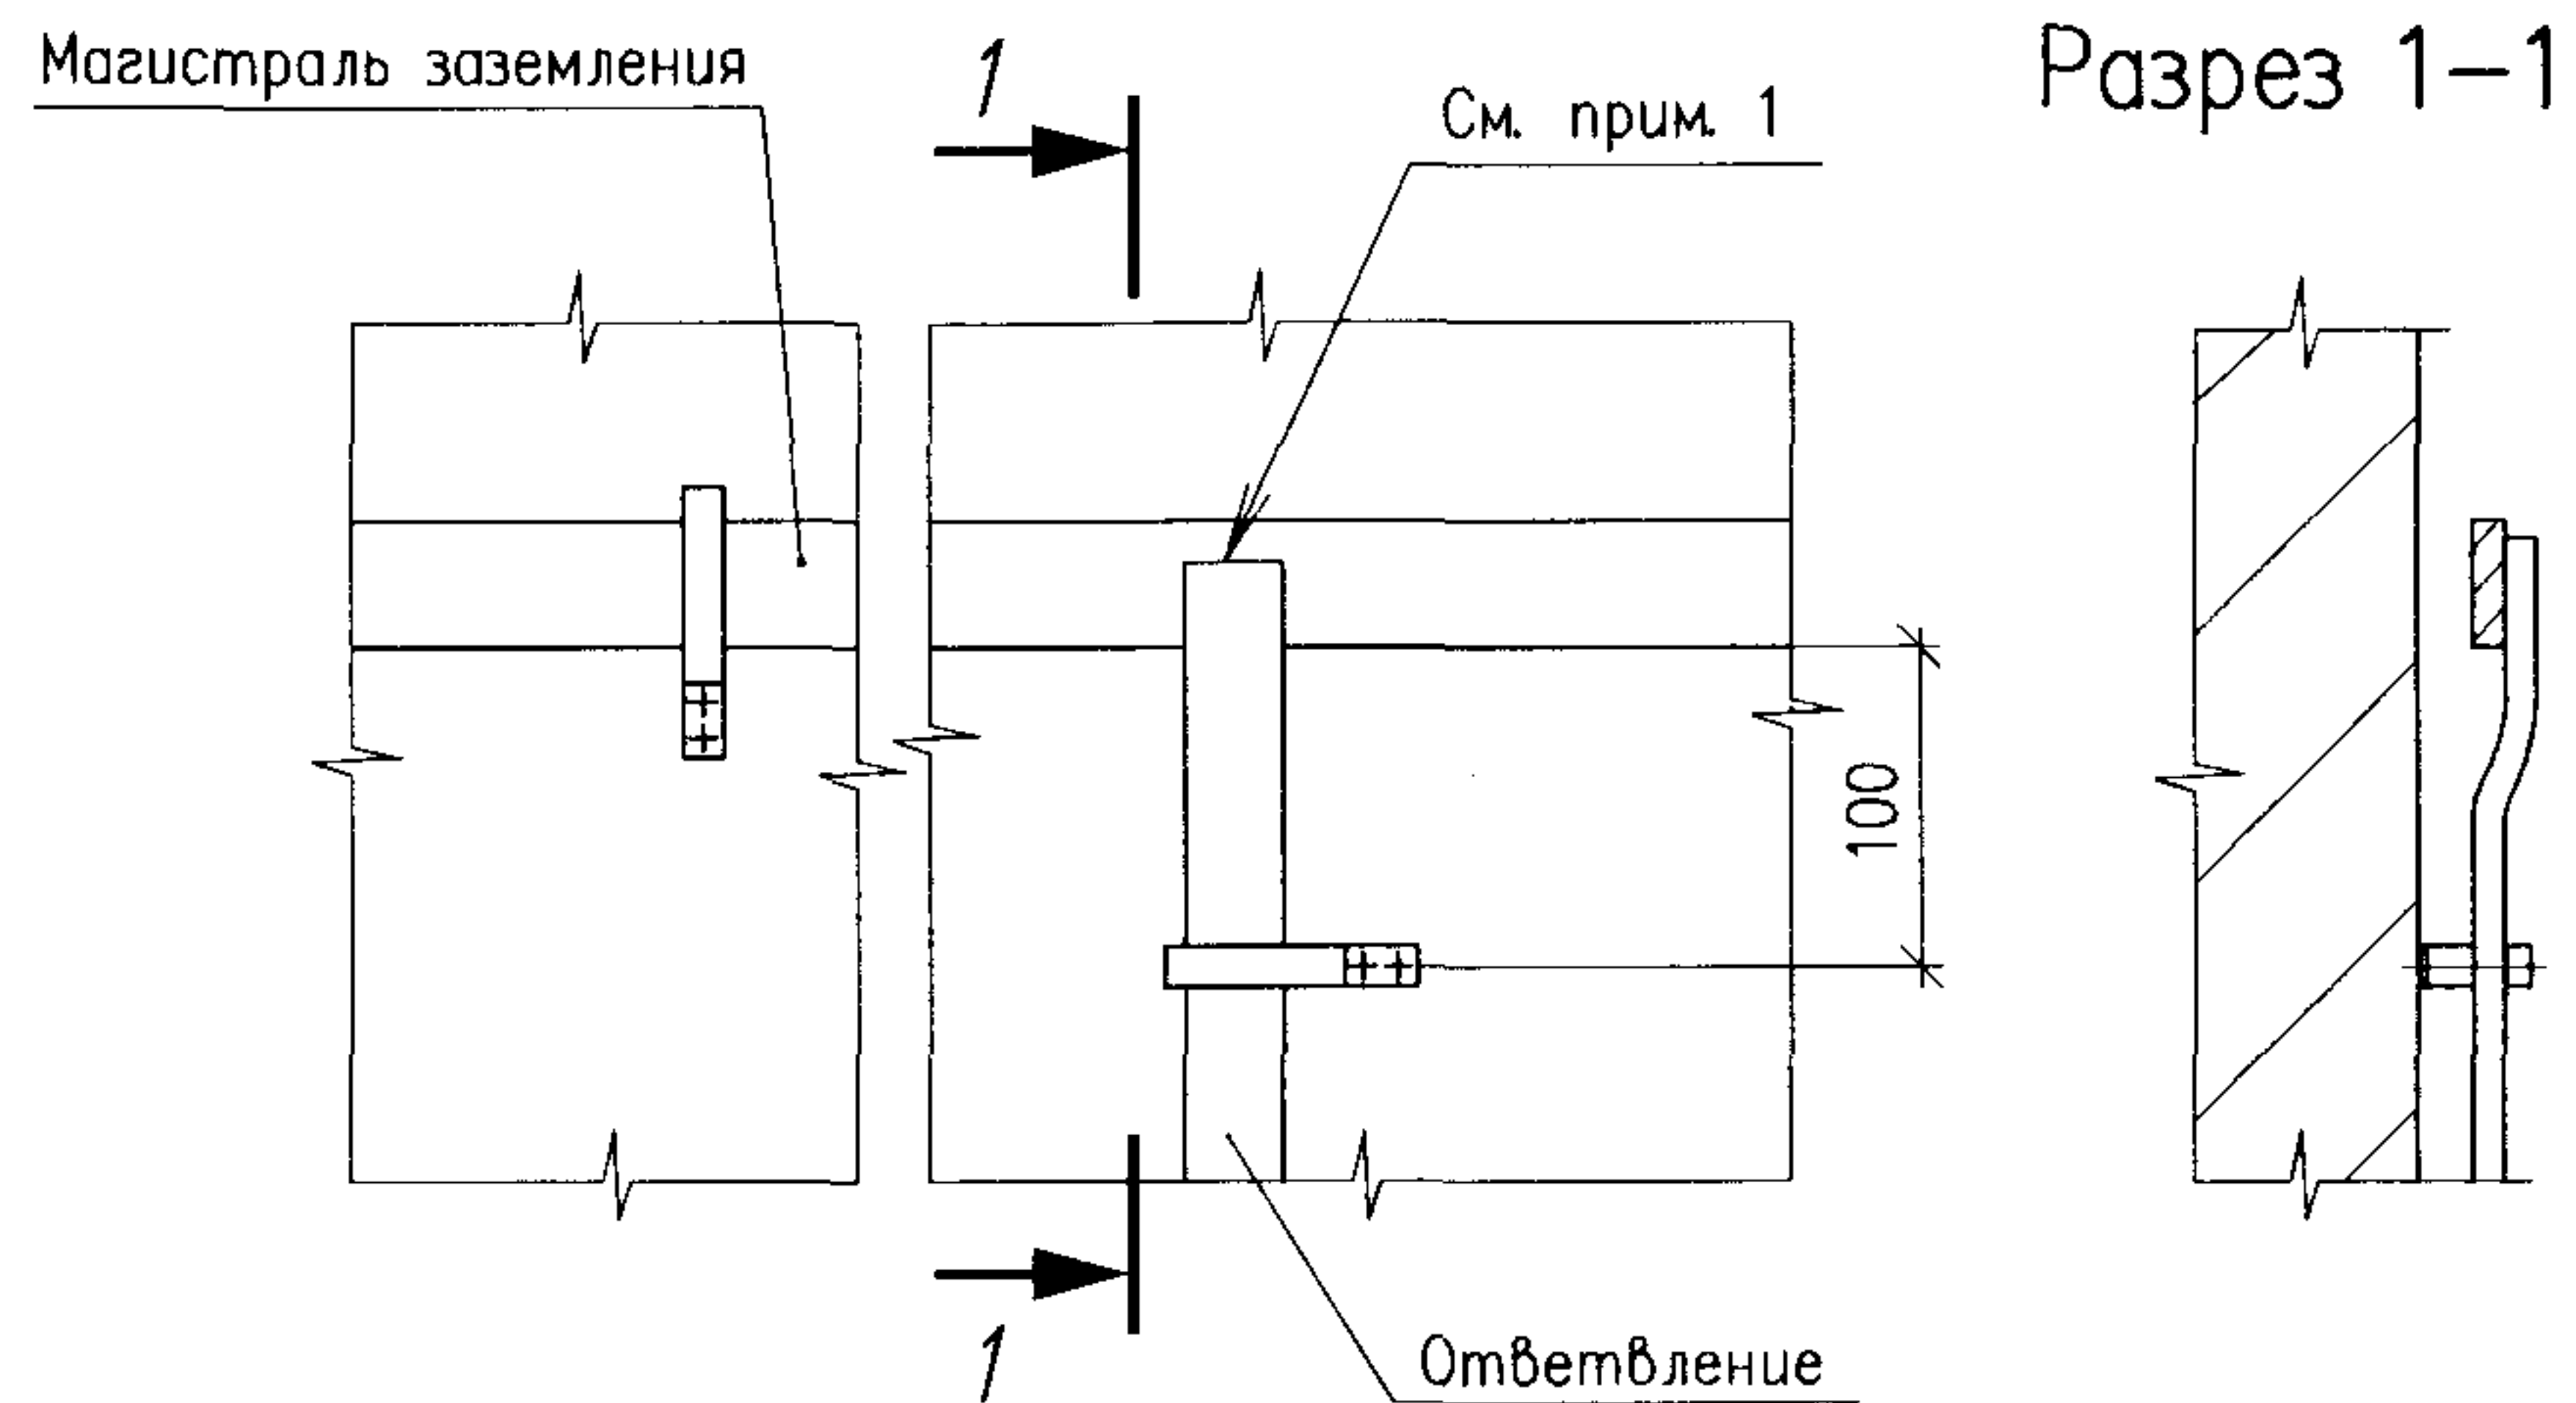 Магистраль заземления
1
См. прим. 1
Разрез 1-1
100
1
Ответвление